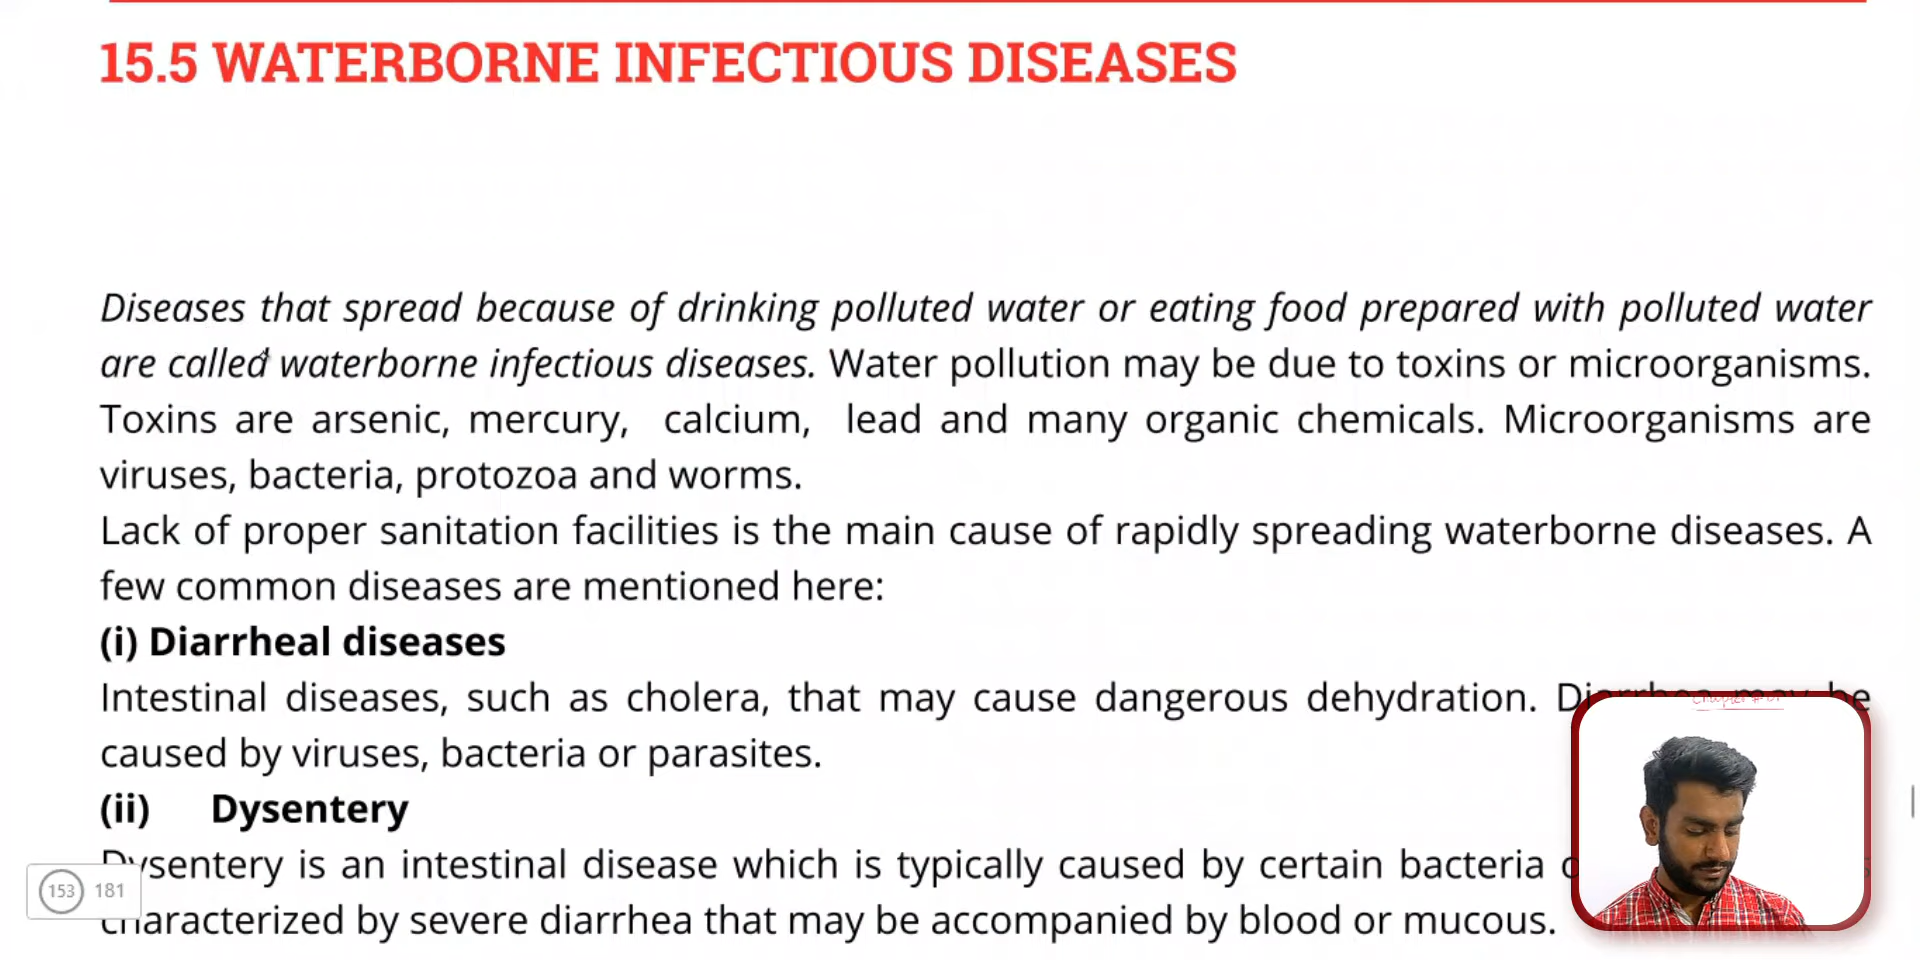 15.5 WATERBORNE INFECTIOUS DISEASES
Diseases that spread because of drinking polluted water or eating food prepared with polluted water
are called waterborne infectious diseases. Water pollution may be due to toxins or microorganisms.
Toxins are arsenic, mercury, calcium, lead and many organic chemicals. Microorganisms are
viruses, bacteria, protozoa and worms.
Lack of proper sanitation facilities is the main cause of rapidly spreading waterborne diseases. A
few common diseases are mentioned here:
(i) Diarrheal diseases
Intestinal diseases, such as cholera, that may cause dangerous dehydration. Diarrhea may be
caused by viruses, bacteria or parasites.
(ii) Dysentery
Dysentery is an intestinal disease which is typically caused by certain bacteria
characterized by severe diarrhea that may be accompanied by blood or mucous.
153 181